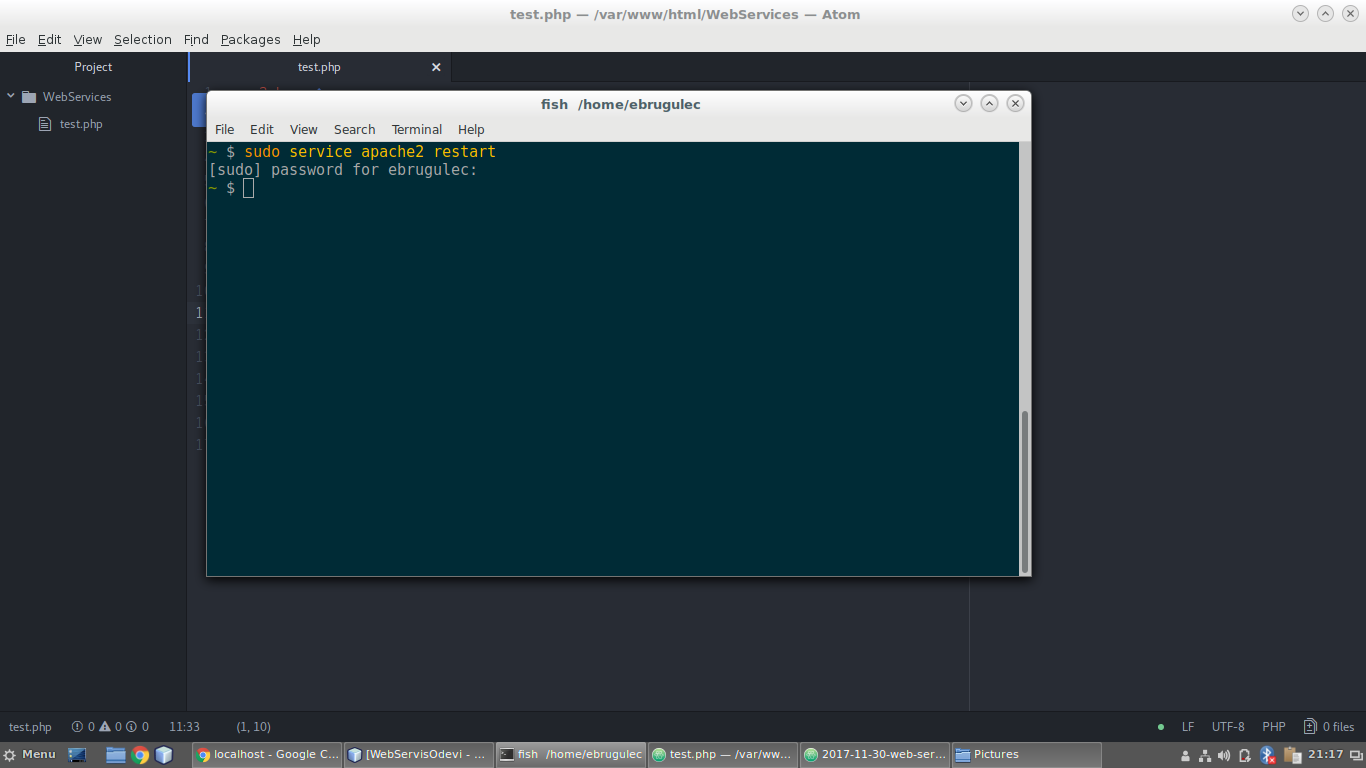 test.php — /var/www/html/WebServices — Atom
File Edit View Selection Find Packages Help
Project
test.php
WebServices
test.php
fish /home/ebrugulec
File Edit View Search Terminal Help
~ $ sudo service apache2 restart
[sudo] password for ebrugulec:
~ $
1
1
1
1
1
1
1
1
test.php 0 0 0 11:33 (1, 10) LF UTF-8 PHP 0 files
Menu localhost - Google C... [WebServisOdevi - ... fish /home/ebrugulec test.php — /var/ww... 2017-11-30-web-ser... Pictures 21:17